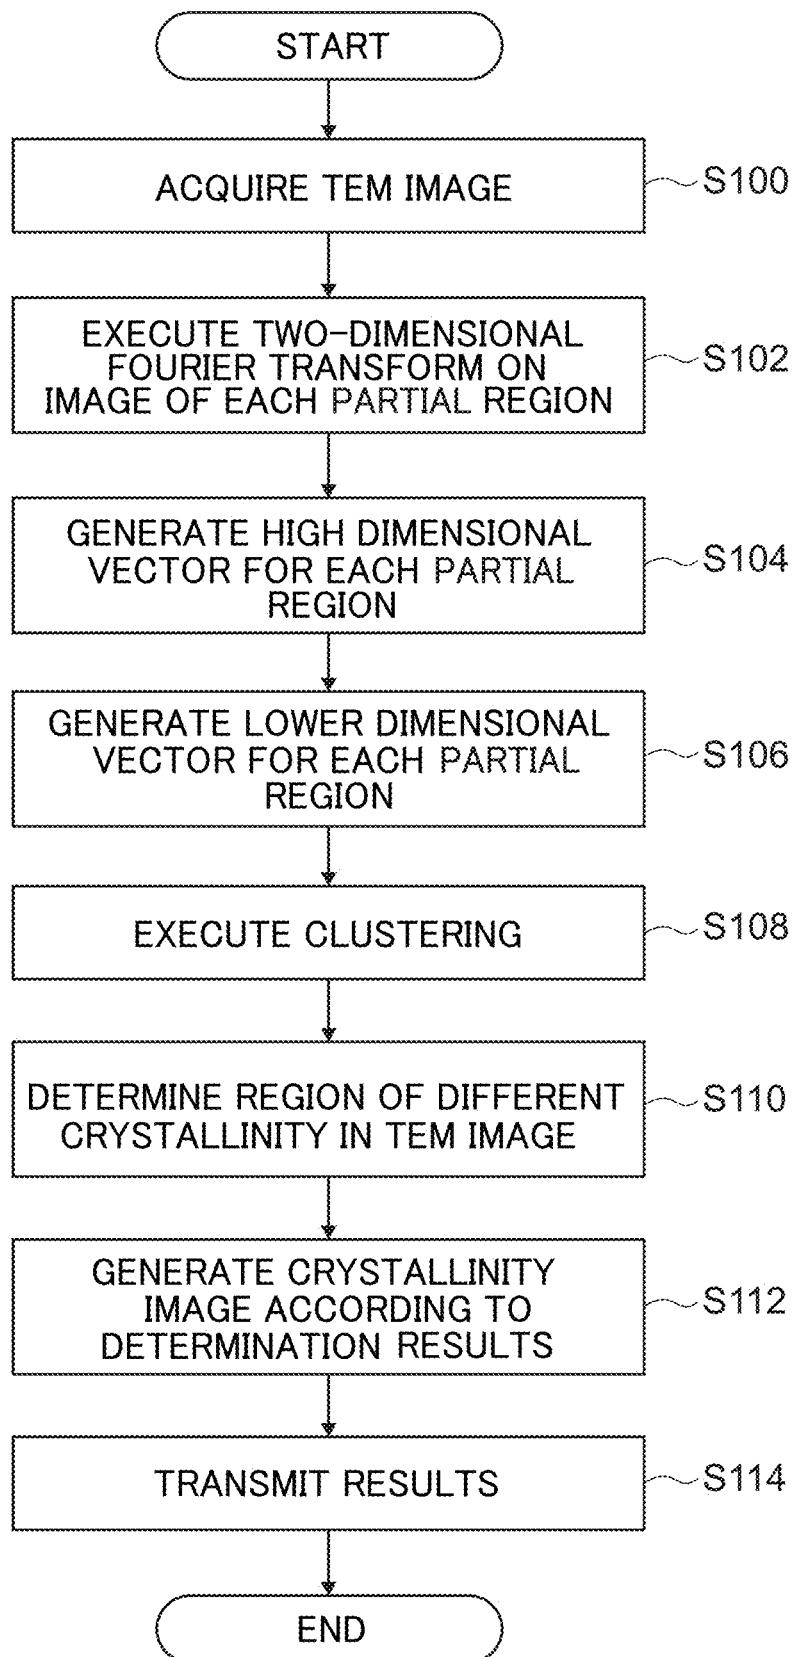 START
ACQUIRE TEM IMAGE
S100
EXECUTE TWO-DIMENSIONAL
FOURIER TRANSFORM ON
IMAGE OF EACH PARTIAL REGION
S102
GENERATE HIGH DIMENSIONAL
VECTOR FOR EACH PARTIAL
REGION
S104
GENERATE LOWER DIMENSIONAL
VECTOR FOR EACH PARTIAL
REGION
S106
EXECUTE CLUSTERING
S108
DETERMINE REGION OF DIFFERENT
CRYSTALLINITY IN TEM IMAGE
S110
GENERATE CRYSTALLINITY
IMAGE ACCORDING TO
DETERMINATION RESULTS
S112
TRANSMIT RESULTS
S114
END